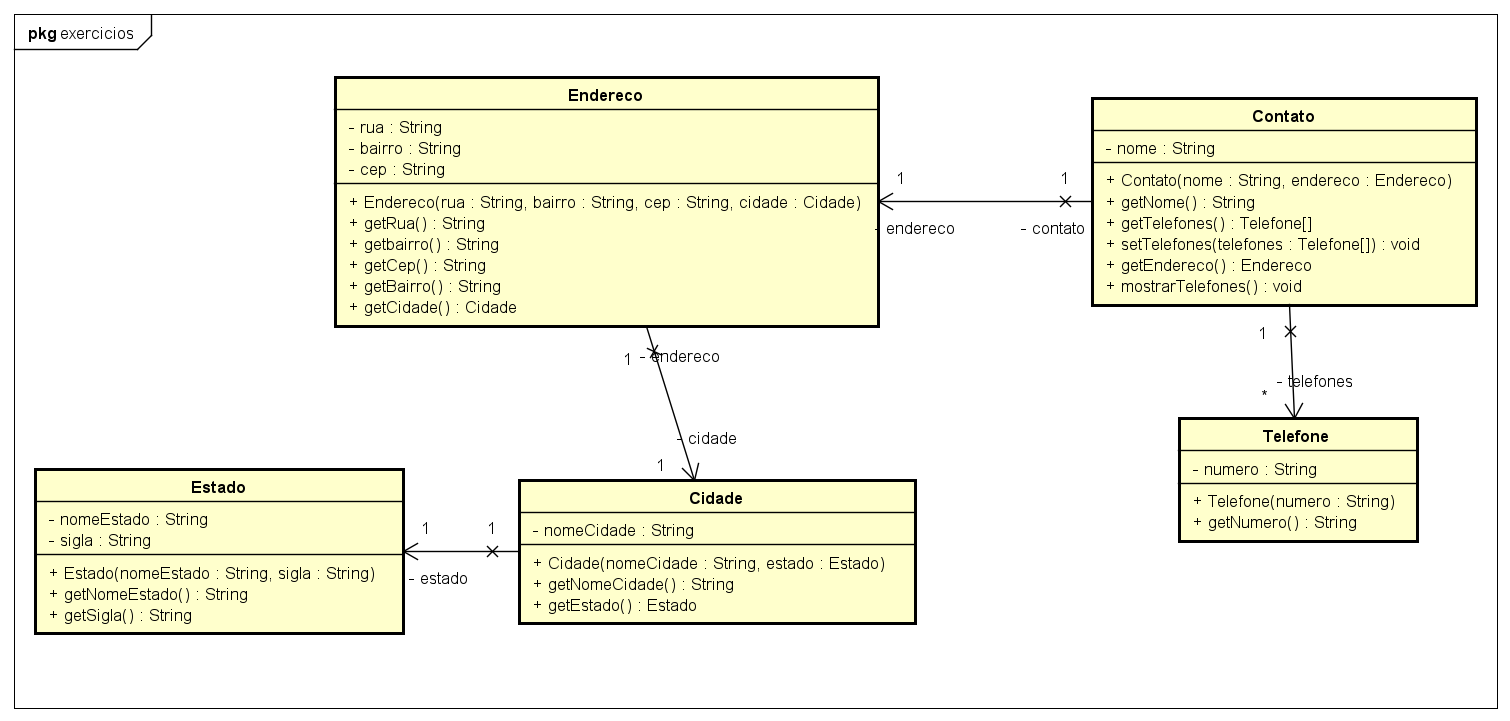 pkg exercicios
Endereco
- rua : String
- bairro : String
- cep : String
+ Endereco(rua : String, bairro : String, cep : String, cidade : Cidade)
+ getRua() : String
+ getbairro() : String
+ getCep() : String
+ getBairro() : String
+ getCidade() : Cidade
1
1
- endereco
- contato
Contato
- nome : String
+ Contato(nome : String, endereco : Endereco)
+ getNome() : String
+ getTelefones() : Telefone[]
+ setTelefones(telefones : Telefone[]) : void
+ getEndereco() : Endereco
+ mostrarTelefones() : void
1
- telefones
*
Telefone
- numero : String
+ Telefone(numero : String)
+ getNumero() : String
1
- endereco
- cidade
1
Cidade
- nomeCidade : String
+ Cidade(nomeCidade : String, estado : Estado)
+ getNomeCidade() : String
+ getEstado() : Estado
1
1
- estado
Estado
- nomeEstado : String
- sigla : String
+ Estado(nomeEstado : String, sigla : String)
+ getNomeEstado() : String
+ getSigla() : String